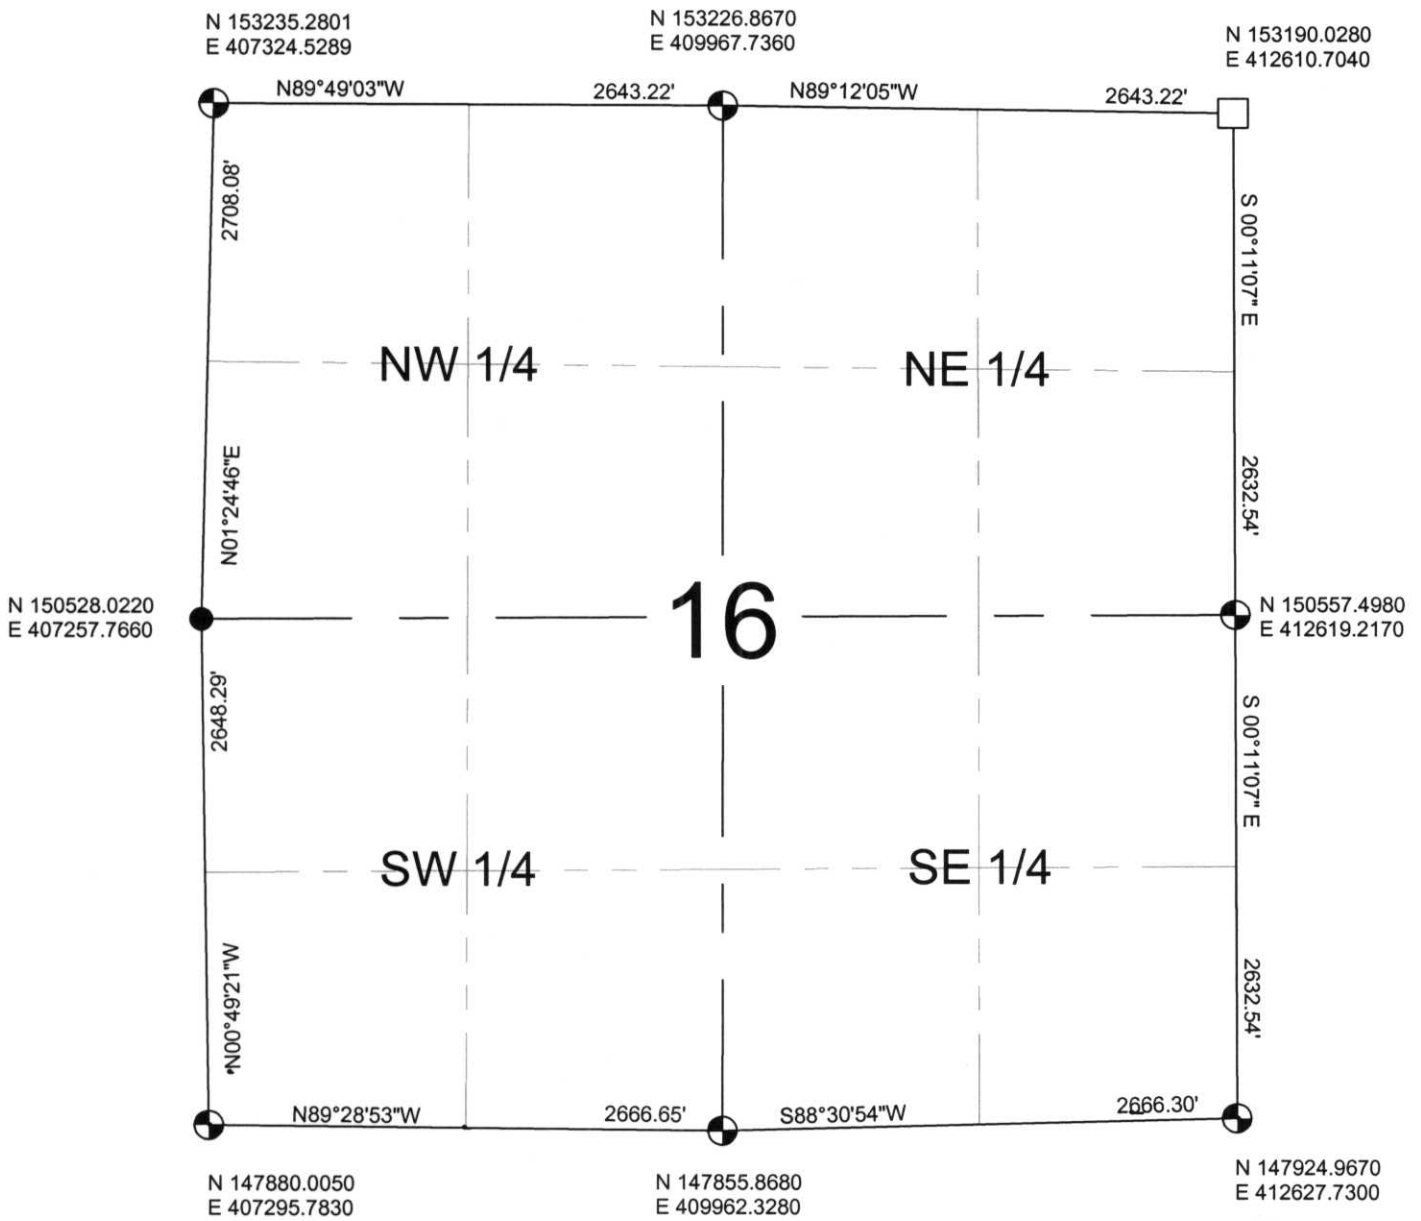 N 153235.2801
E 407324.5289
N 153226.8670
E 409967.7360
N 153190.0280
E 412610.7040
N89°49'03"W
2643.22'
N89°12'05"W
2643.22'
2708.08'
S 00°11'07" E
NW 1/4
NE 1/4
N01°24'46"E
2632.54'
N 150528.0220
E 407257.7660
16
N 150557.4980
E 412619.2170
2648.29'
S 00°11'07" E
SW 1/4
SE 1/4
N00°49'21"W
2632.54'
N89°28'53"W
2666.65'
S88°30'54"W
2666.30'
N 147880.0050
E 407295.7830
N 147855.8680
E 409962.3280
N 147924.9670
E 412627.7300